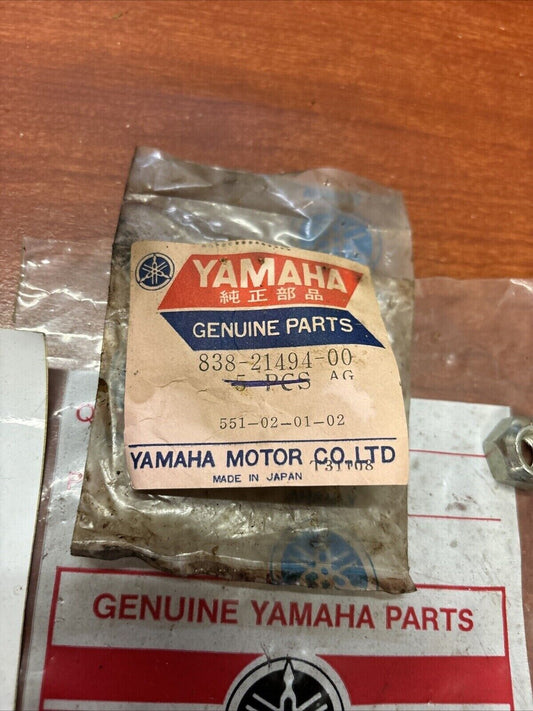 YAMAHA
純正部品
GENUINE PARTS
838-21494-00
5 PCS AG
551-02-01-02
YAMAHA MOTOR CO.LTD
T31T08
MADE IN JAPAN
Q
GENUINE YAMAHA PARTS